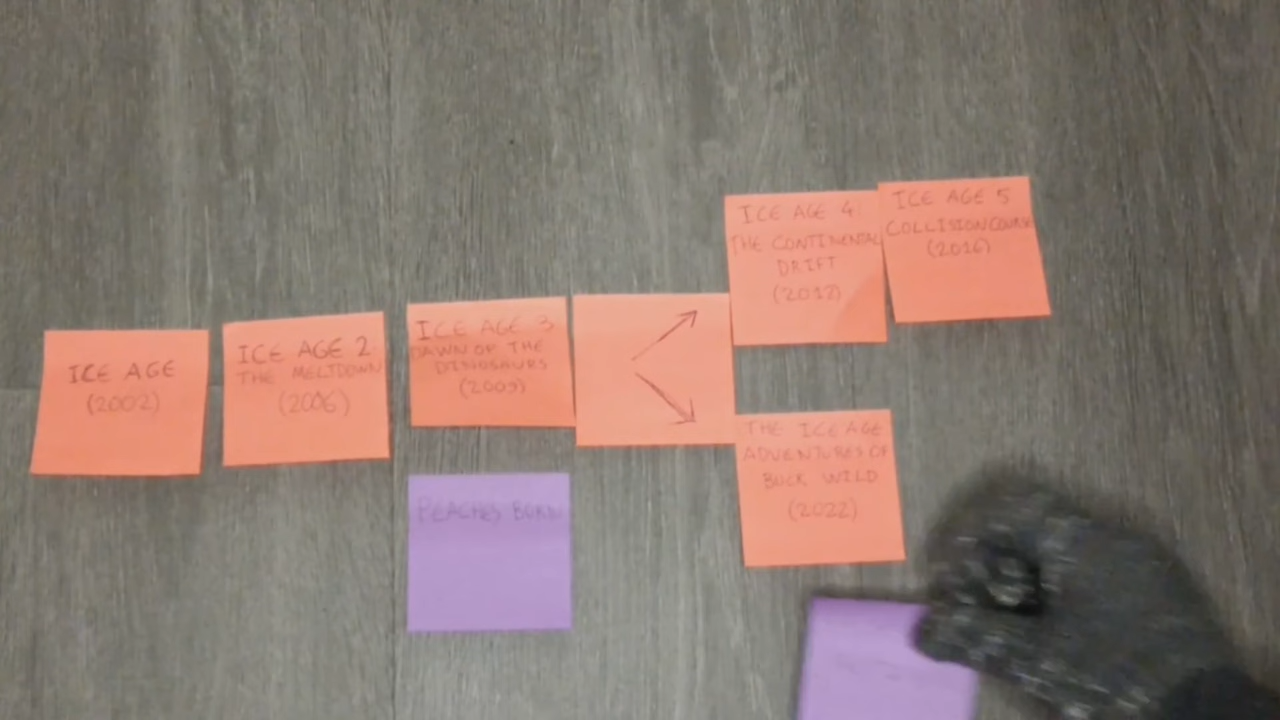 ICE AGE
(2002)
ICE AGE 2
THE MELTDOWN
(2006)
ICE AGE 3
DAWN OF THE
DINOSAURS
(2009)
ICE AGE 4:
THE CONTINENTAL
DRIFT
(2012)
ICE AGE 5
COLLISION COURSE
(2016)
THE ICE AGE
ADVENTURES OF
BUCK WILD
(2022)
PEACHES BORN